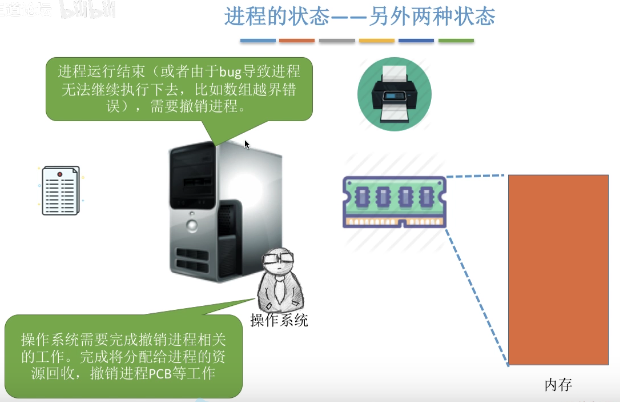 进程的状态——另外两种状态
进程运行结束（或者由于bug导致进程
无法继续执行下去，比如数组越界错
误），需要撤销进程。
操作系统
操作系统需要完成撤销进程相关
的工作。完成将分配给进程的资
源回收，撤销进程PCB等工作
内存